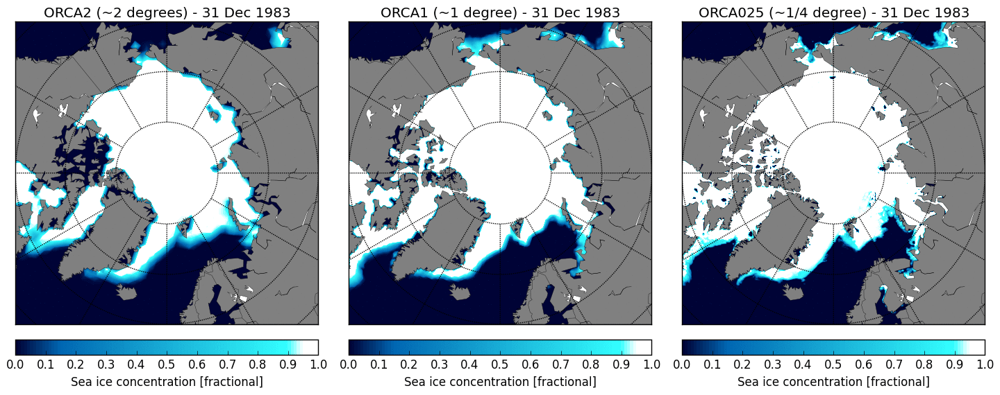 ORCA2 (~2 degrees) - 31 Dec 1983
ORCA1 (~1 degree) - 31 Dec 1983
ORCA025 (~1/4 degree) - 31 Dec 1983
0.0 0.1 0.2 0.3 0.4 0.5 0.6 0.7 0.8 0.9 1.0
0.0 0.1 0.2 0.3 0.4 0.5 0.6 0.7 0.8 0.9 1.0
0.0 0.1 0.2 0.3 0.4 0.5 0.6 0.7 0.8 0.9 1.0
Sea ice concentration [fractional]
Sea ice concentration [fractional]
Sea ice concentration [fractional]